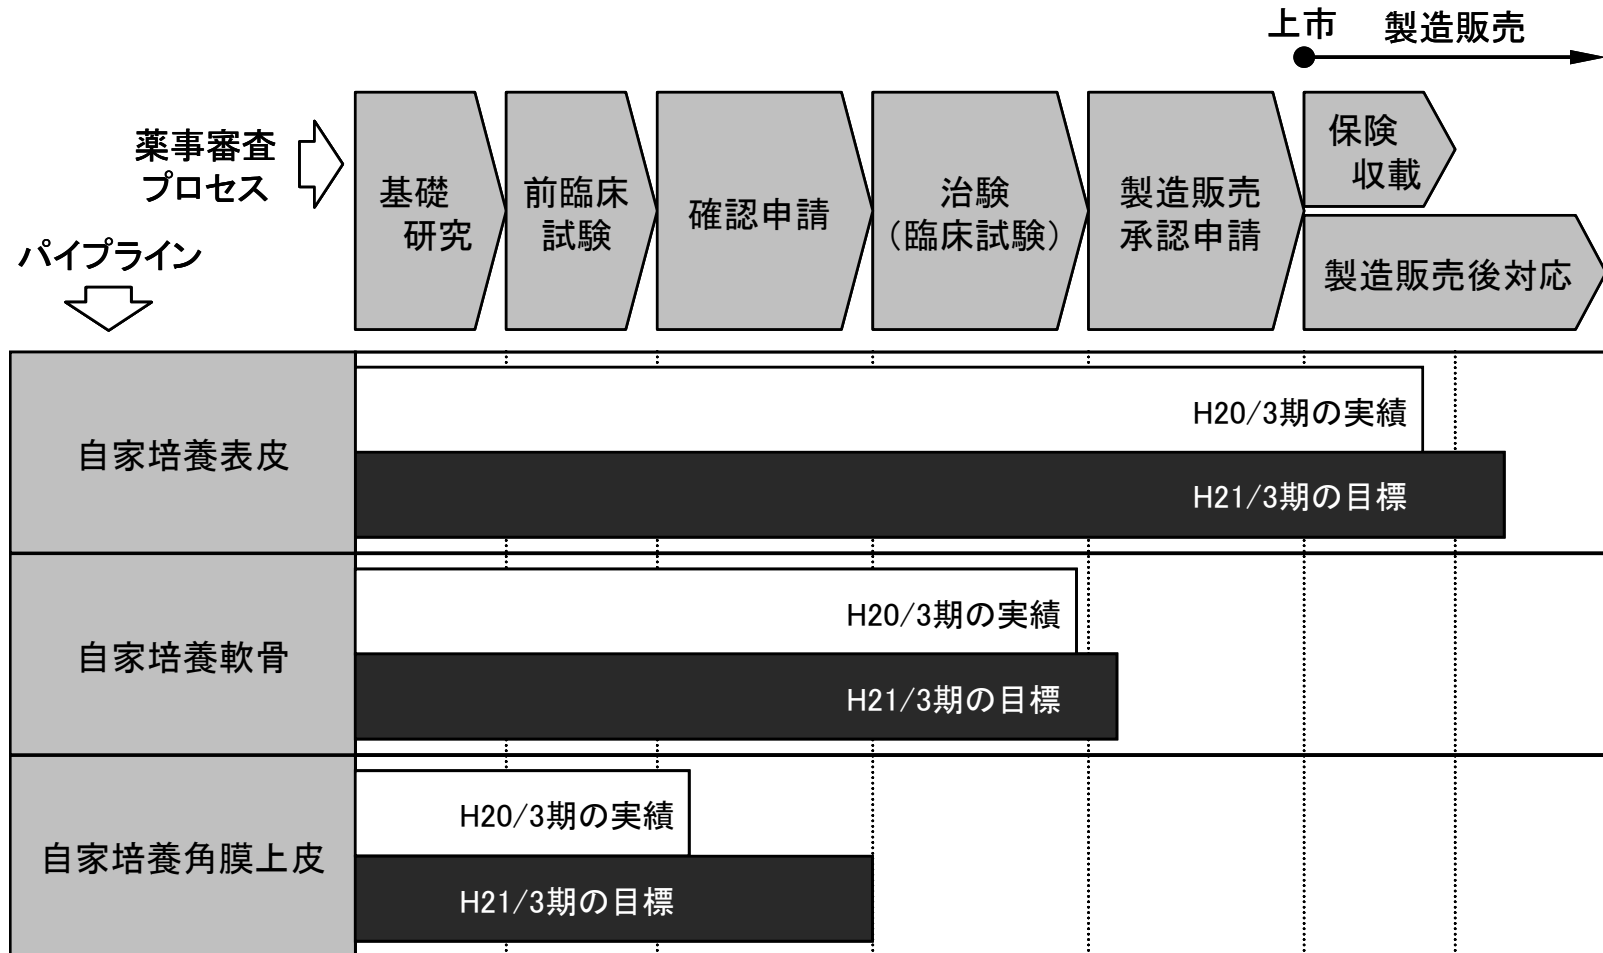 上市 製造販売
薬事審査
プロセス
パイプライン
基礎
研究
前臨床
試験
確認申請
治験
（臨床試験）
製造販売
承認申請
保険
収載
製造販売後対応
自家培養表皮
H20/3期の実績
H21/3期の目標
自家培養軟骨
H20/3期の実績
H21/3期の目標
自家培養角膜上皮
H20/3期の実績
H21/3期の目標